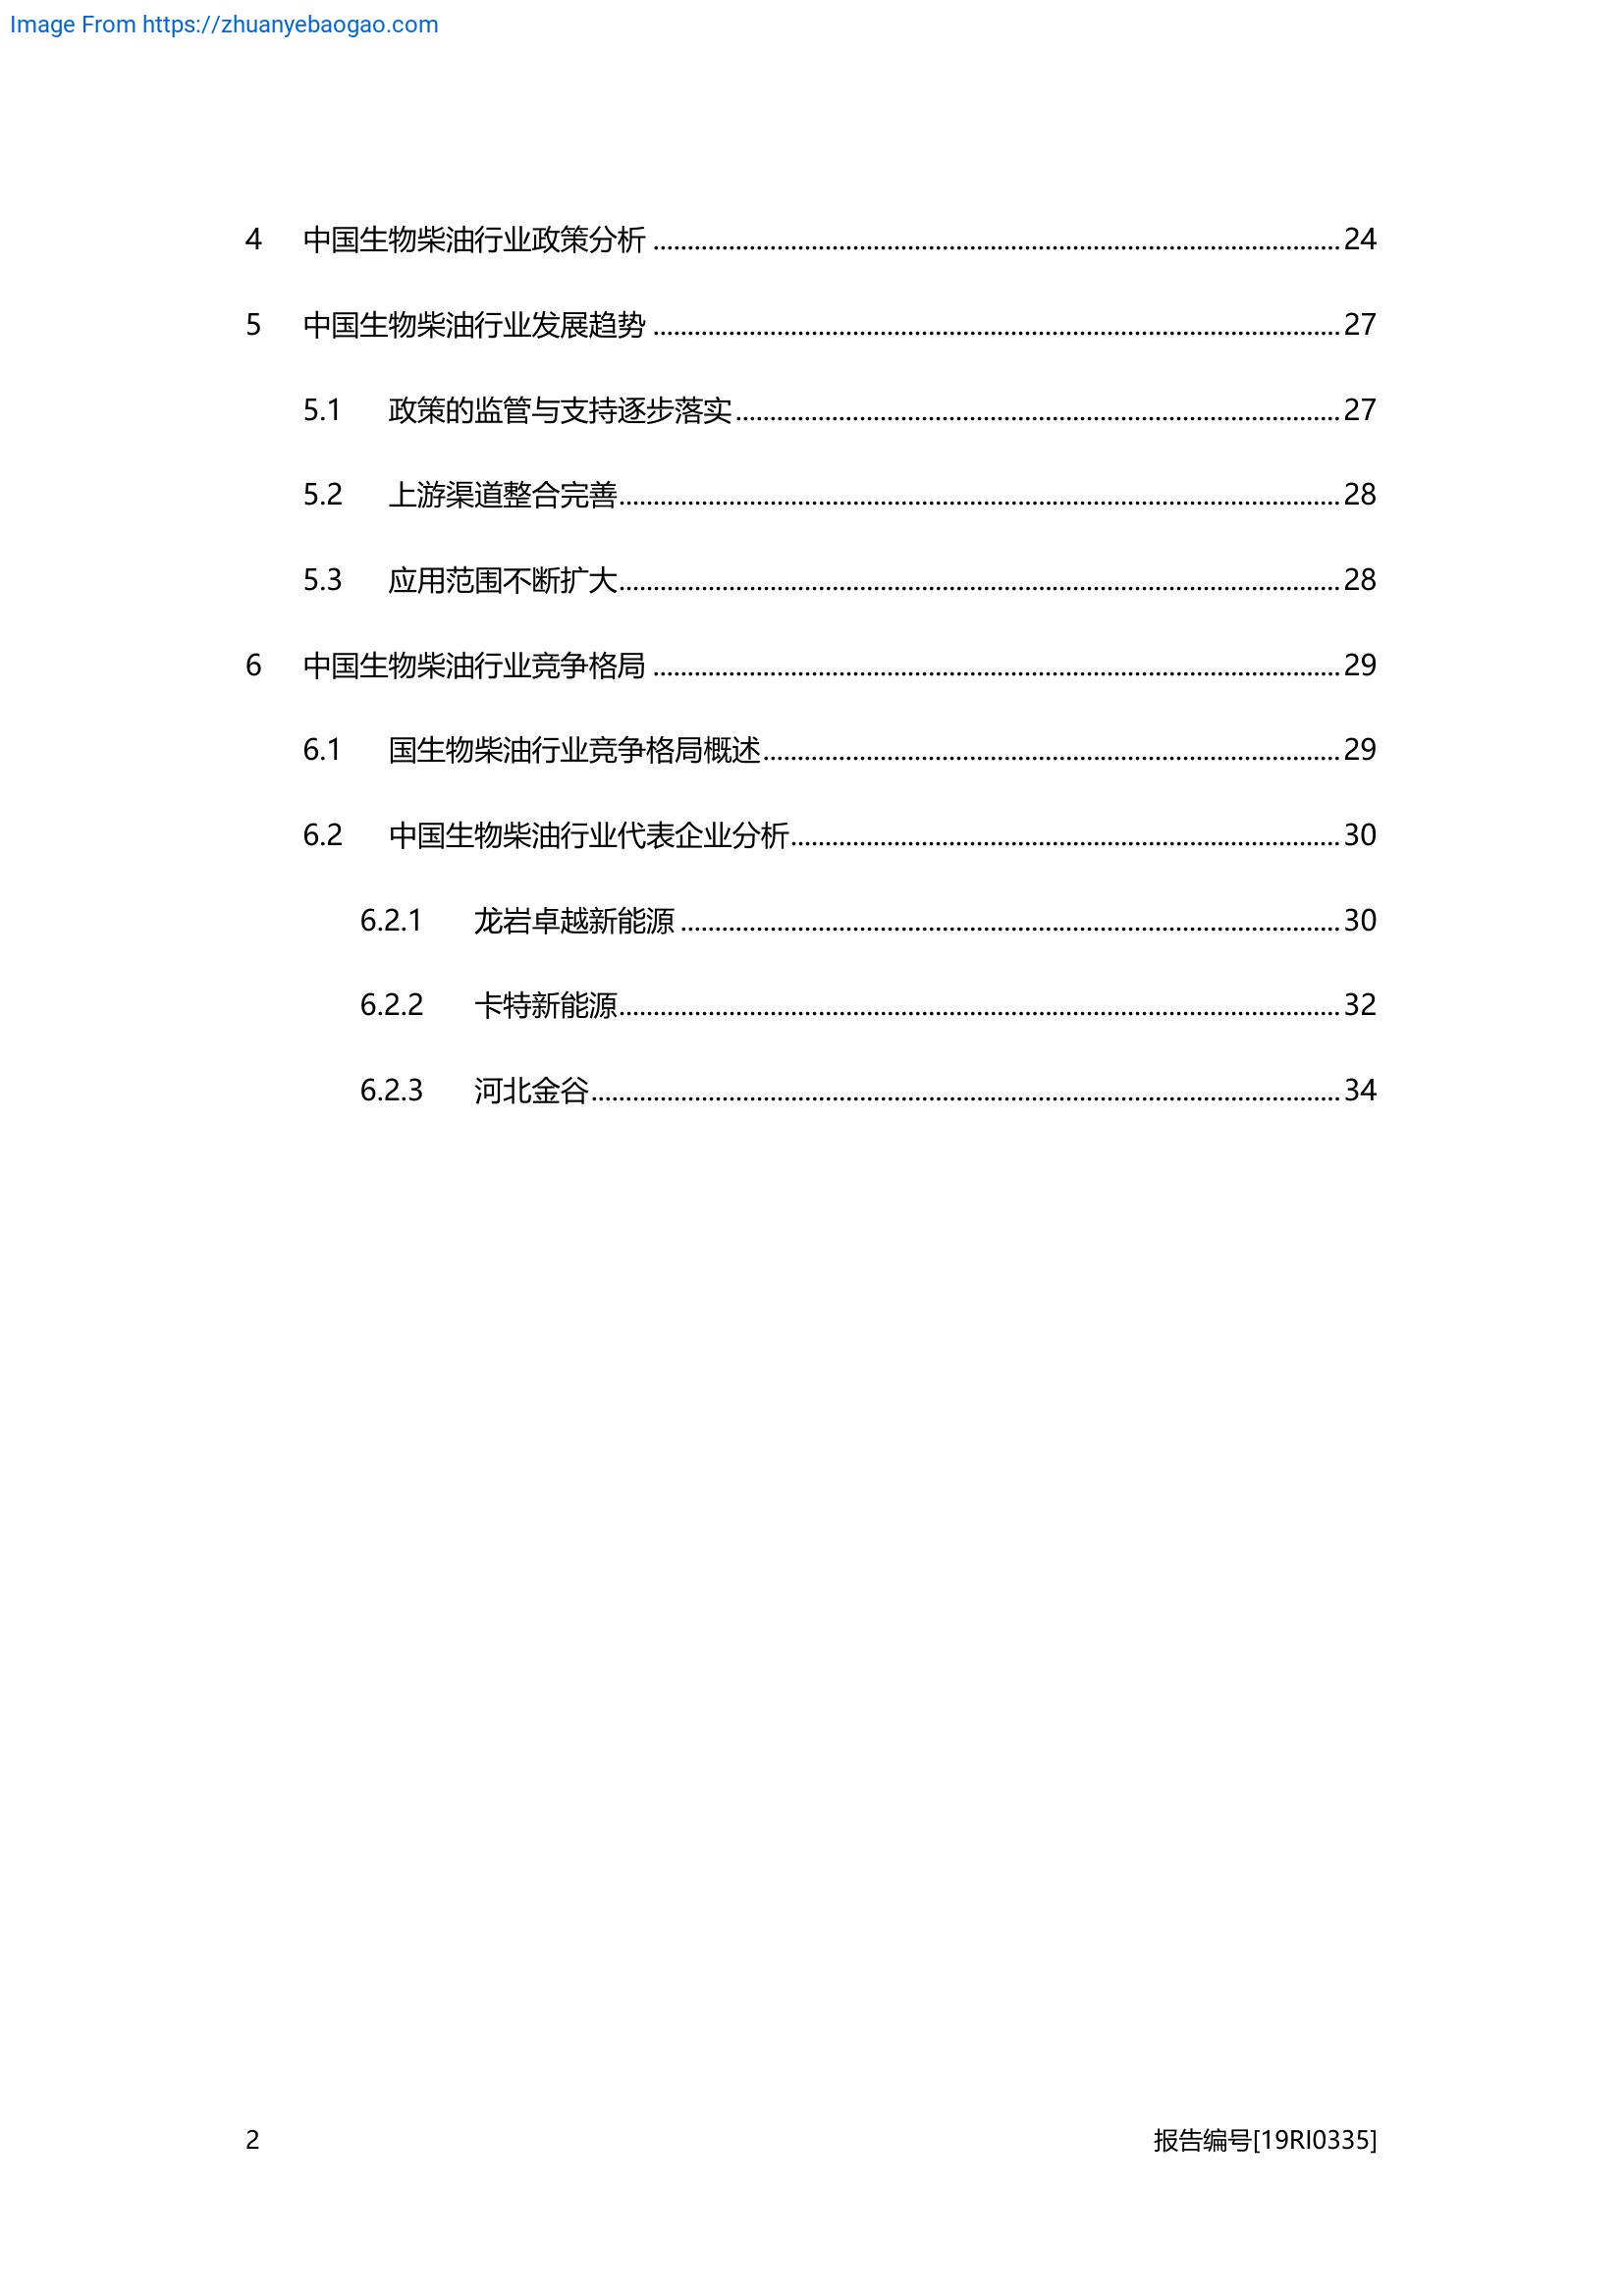 Image From https://zhuanyebaogao.com
4 中国生物柴油行业政策分析 24
5 中国生物柴油行业发展趋势 27
5.1 政策的监管与支持逐步落实 27
5.2 上游渠道整合完善 28
5.3 应用范围不断扩大 28
6 中国生物柴油行业竞争格局 29
6.1 国生物柴油行业竞争格局概述 29
6.2 中国生物柴油行业代表企业分析 30
6.2.1 龙岩卓越新能源 30
6.2.2 卡特新能源 32
6.2.3 河北金谷 34
2 报告编号[19RI0335]